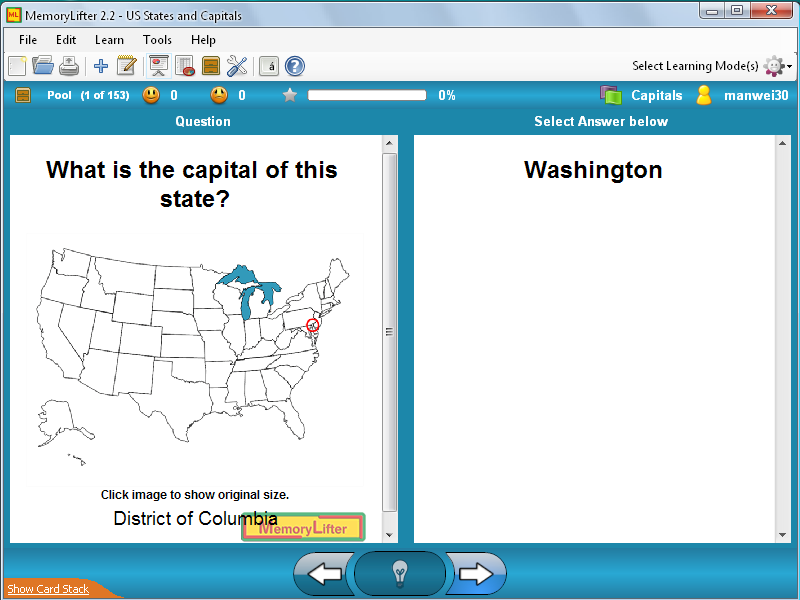 MemoryLifter 2.2 - US States and Capitals
File Edit Learn Tools Help
á ?
Select Learning Mode(s)
Pool (1 of 153) 0 0 0% Capitals manwei30
Question
Select Answer below
What is the capital of this
state?
Washington
Click image to show original size.
District of Columbia
MemoryLifter
Show Card Stack